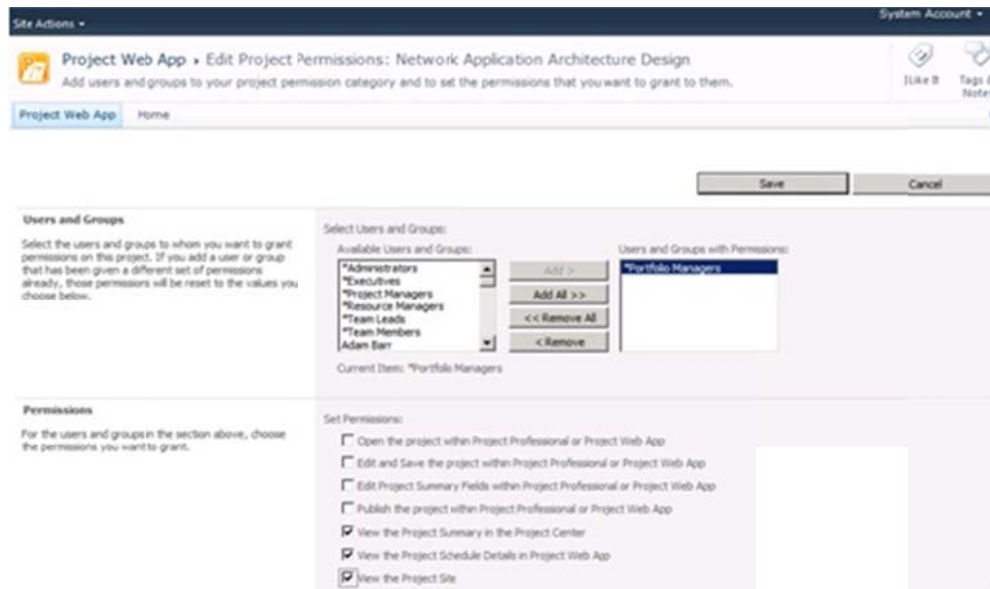 Site Actions
System Account
Project Web App › Edit Project Permissions: Network Application Architecture Design
Add users and groups to your project permission category and to set the permissions that you want to grant to them.
I Like It
Tags &
Notes
Project Web App
Home
Save
Cancel
Users and Groups
Select the users and groups to whom you want to grant
permissions on this project. If you add a user or group
that has been given a different set of permissions
already, those permissions will be reset to the values you
choose below.
Select Users and Groups:
Available Users and Groups:
*Administrators
*Executives
*Project Managers
*Resource Managers
*Team Leads
*Team Members
Adam Barr
Add >
Add All >>
<< Remove All
< Remove
Users and Groups with Permissions:
*Portfolio Managers
Current Item: *Portfolio Managers
Permissions
For the users and groups in the section above, choose
the permissions you want to grant.
Set Permissions:
Open the project within Project Professional or Project Web App
Edit and Save the project within Project Professional or Project Web App
Edit Project Summary Fields within Project Professional or Project Web App
Publish the project within Project Professional or Project Web App
View the Project Summary in the Project Center
View the Project Schedule Details in Project Web App
View the Project Site